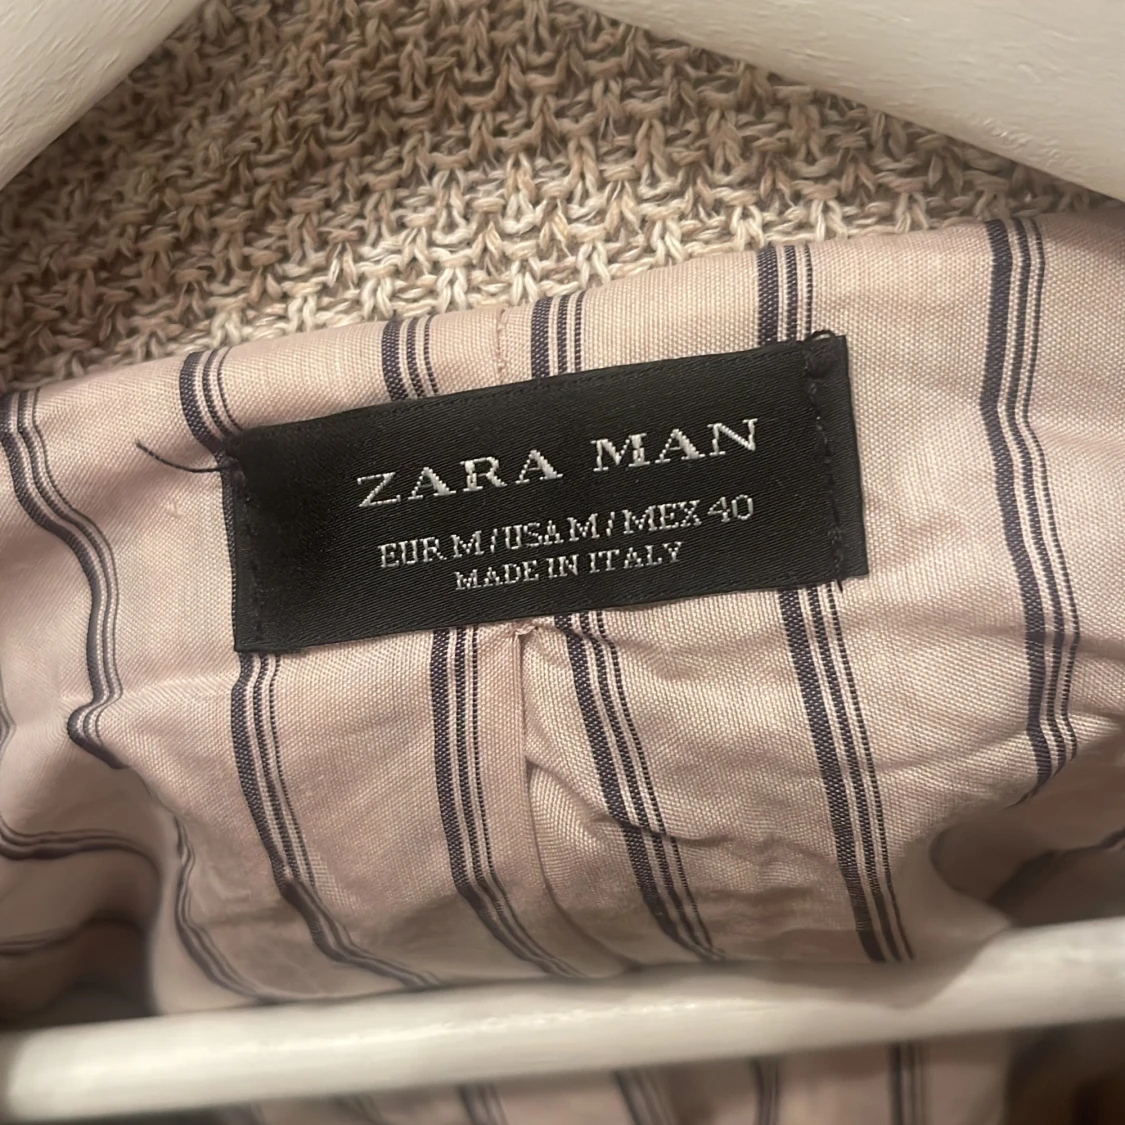 ZARA MAN
EUR M / USA M / MEX 40
MADE IN ITALY